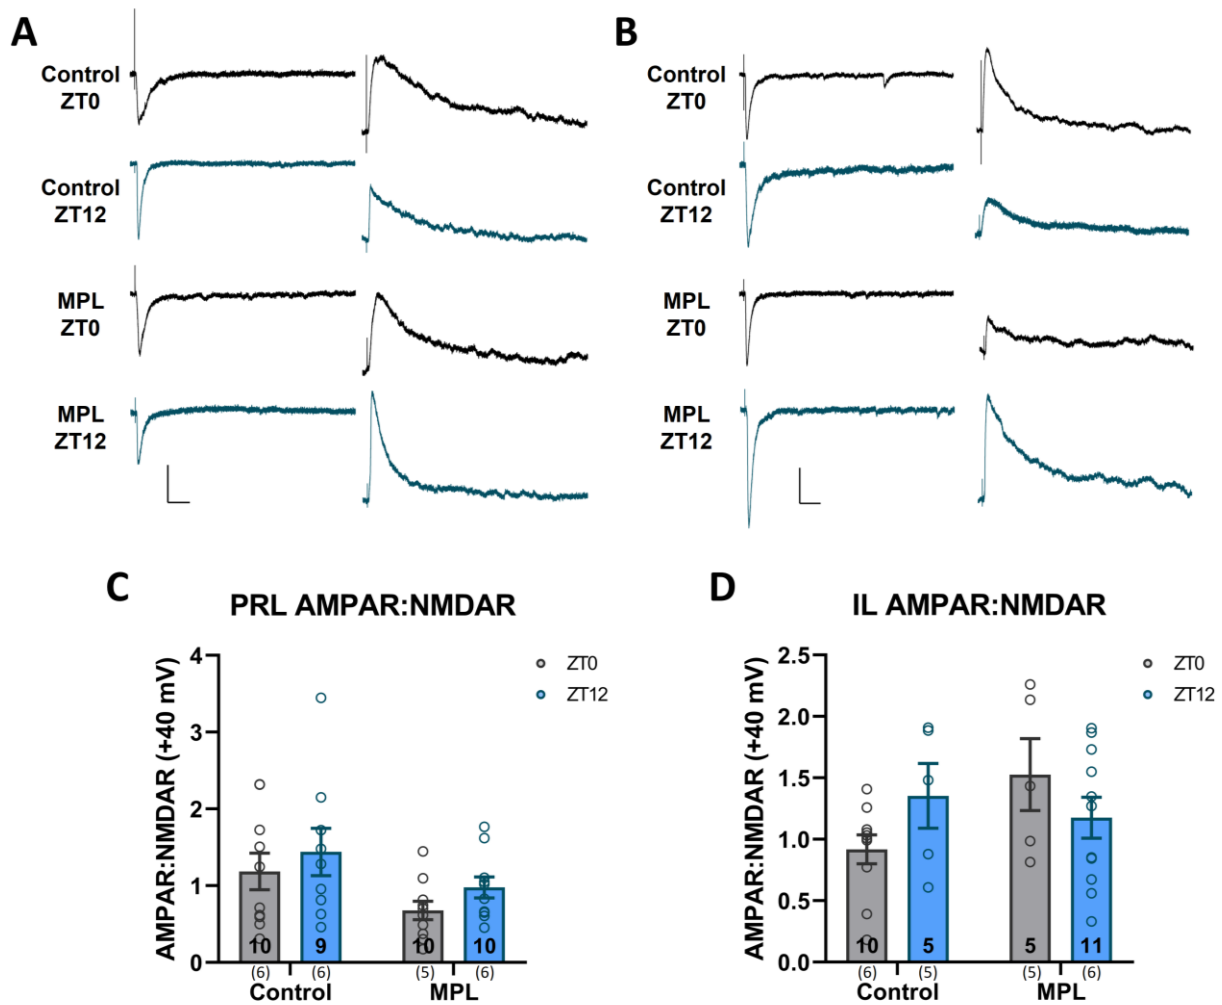 A
Control
ZT0
Control
ZT12
MPL
ZT0
MPL
ZT12
B
Control
ZT0
Control
ZT12
MPL
ZT0
MPL
ZT12
C
PRL AMPAR:NMDAR
AMPAR:NMDAR (+40 mV)
4
3
2
1
0
ZT0
ZT12
10
9
10
10
(6)
(6)
(5)
(6)
Control
MPL
D
IL AMPAR:NMDAR
AMPAR:NMDAR (+40 mV)
2.5
2.0
1.5
1.0
0.5
0.0
ZT0
ZT12
10
5
5
11
(6)
(5)
(5)
(6)
Control
MPL